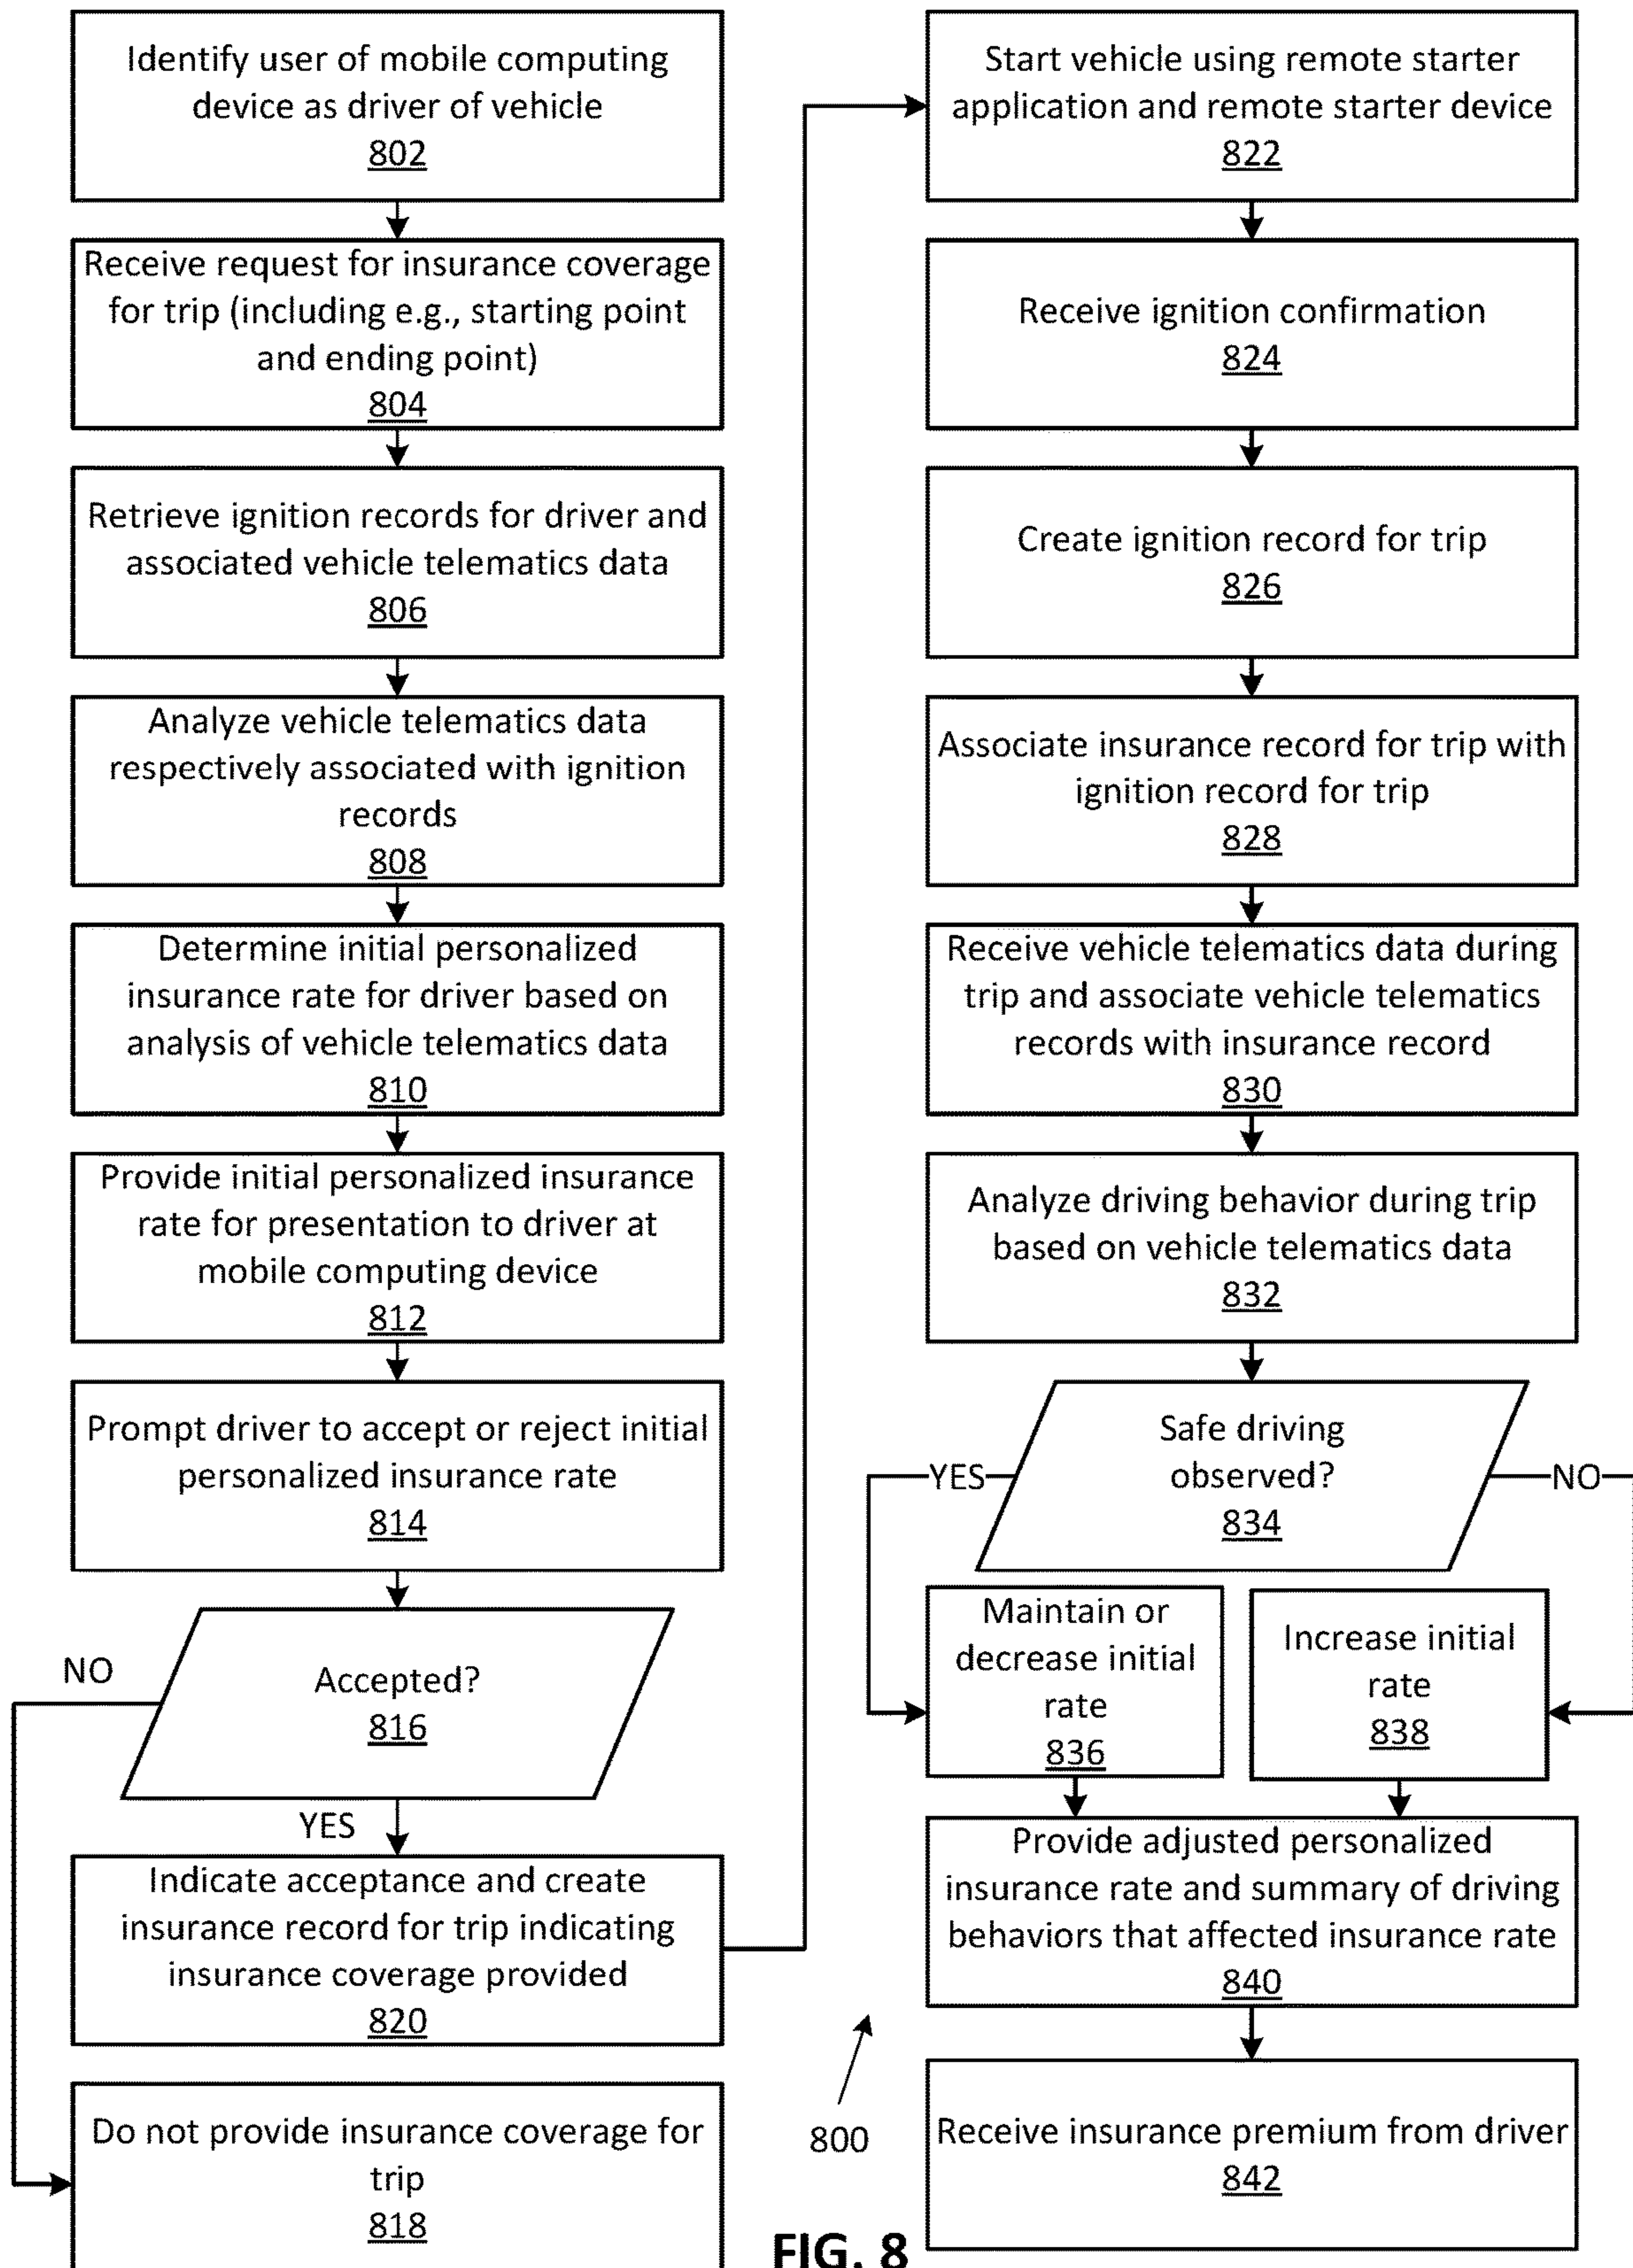 Identify user of mobile computing
device as driver of vehicle
802
Receive request for insurance coverage
for trip (including e.g., starting point
and ending point)
804
Retrieve ignition records for driver and
associated vehicle telematics data
806
Analyze vehicle telematics data
respectively associated with ignition
records
808
Determine initial personalized
insurance rate for driver based on
analysis of vehicle telematics data
810
Provide initial personalized insurance
rate for presentation to driver at
mobile computing device
812
Prompt driver to accept or reject initial
personalized insurance rate
814
NO
Accepted?
816
YES
Indicate acceptance and create
insurance record for trip indicating
insurance coverage provided
820
Do not provide insurance coverage for
trip
818
Start vehicle using remote starter
application and remote starter device
822
Receive ignition confirmation
824
Create ignition record for trip
826
Associate insurance record for trip with
ignition record for trip
828
Receive vehicle telematics data during
trip and associate vehicle telematics
records with insurance record
830
Analyze driving behavior during trip
based on vehicle telematics data
832
Safe driving
observed?
834
YES
NO
Maintain or
decrease initial
rate
836
Increase initial
rate
838
Provide adjusted personalized
insurance rate and summary of driving
behaviors that affected insurance rate
840
Receive insurance premium from driver
842
800
FIG. 8